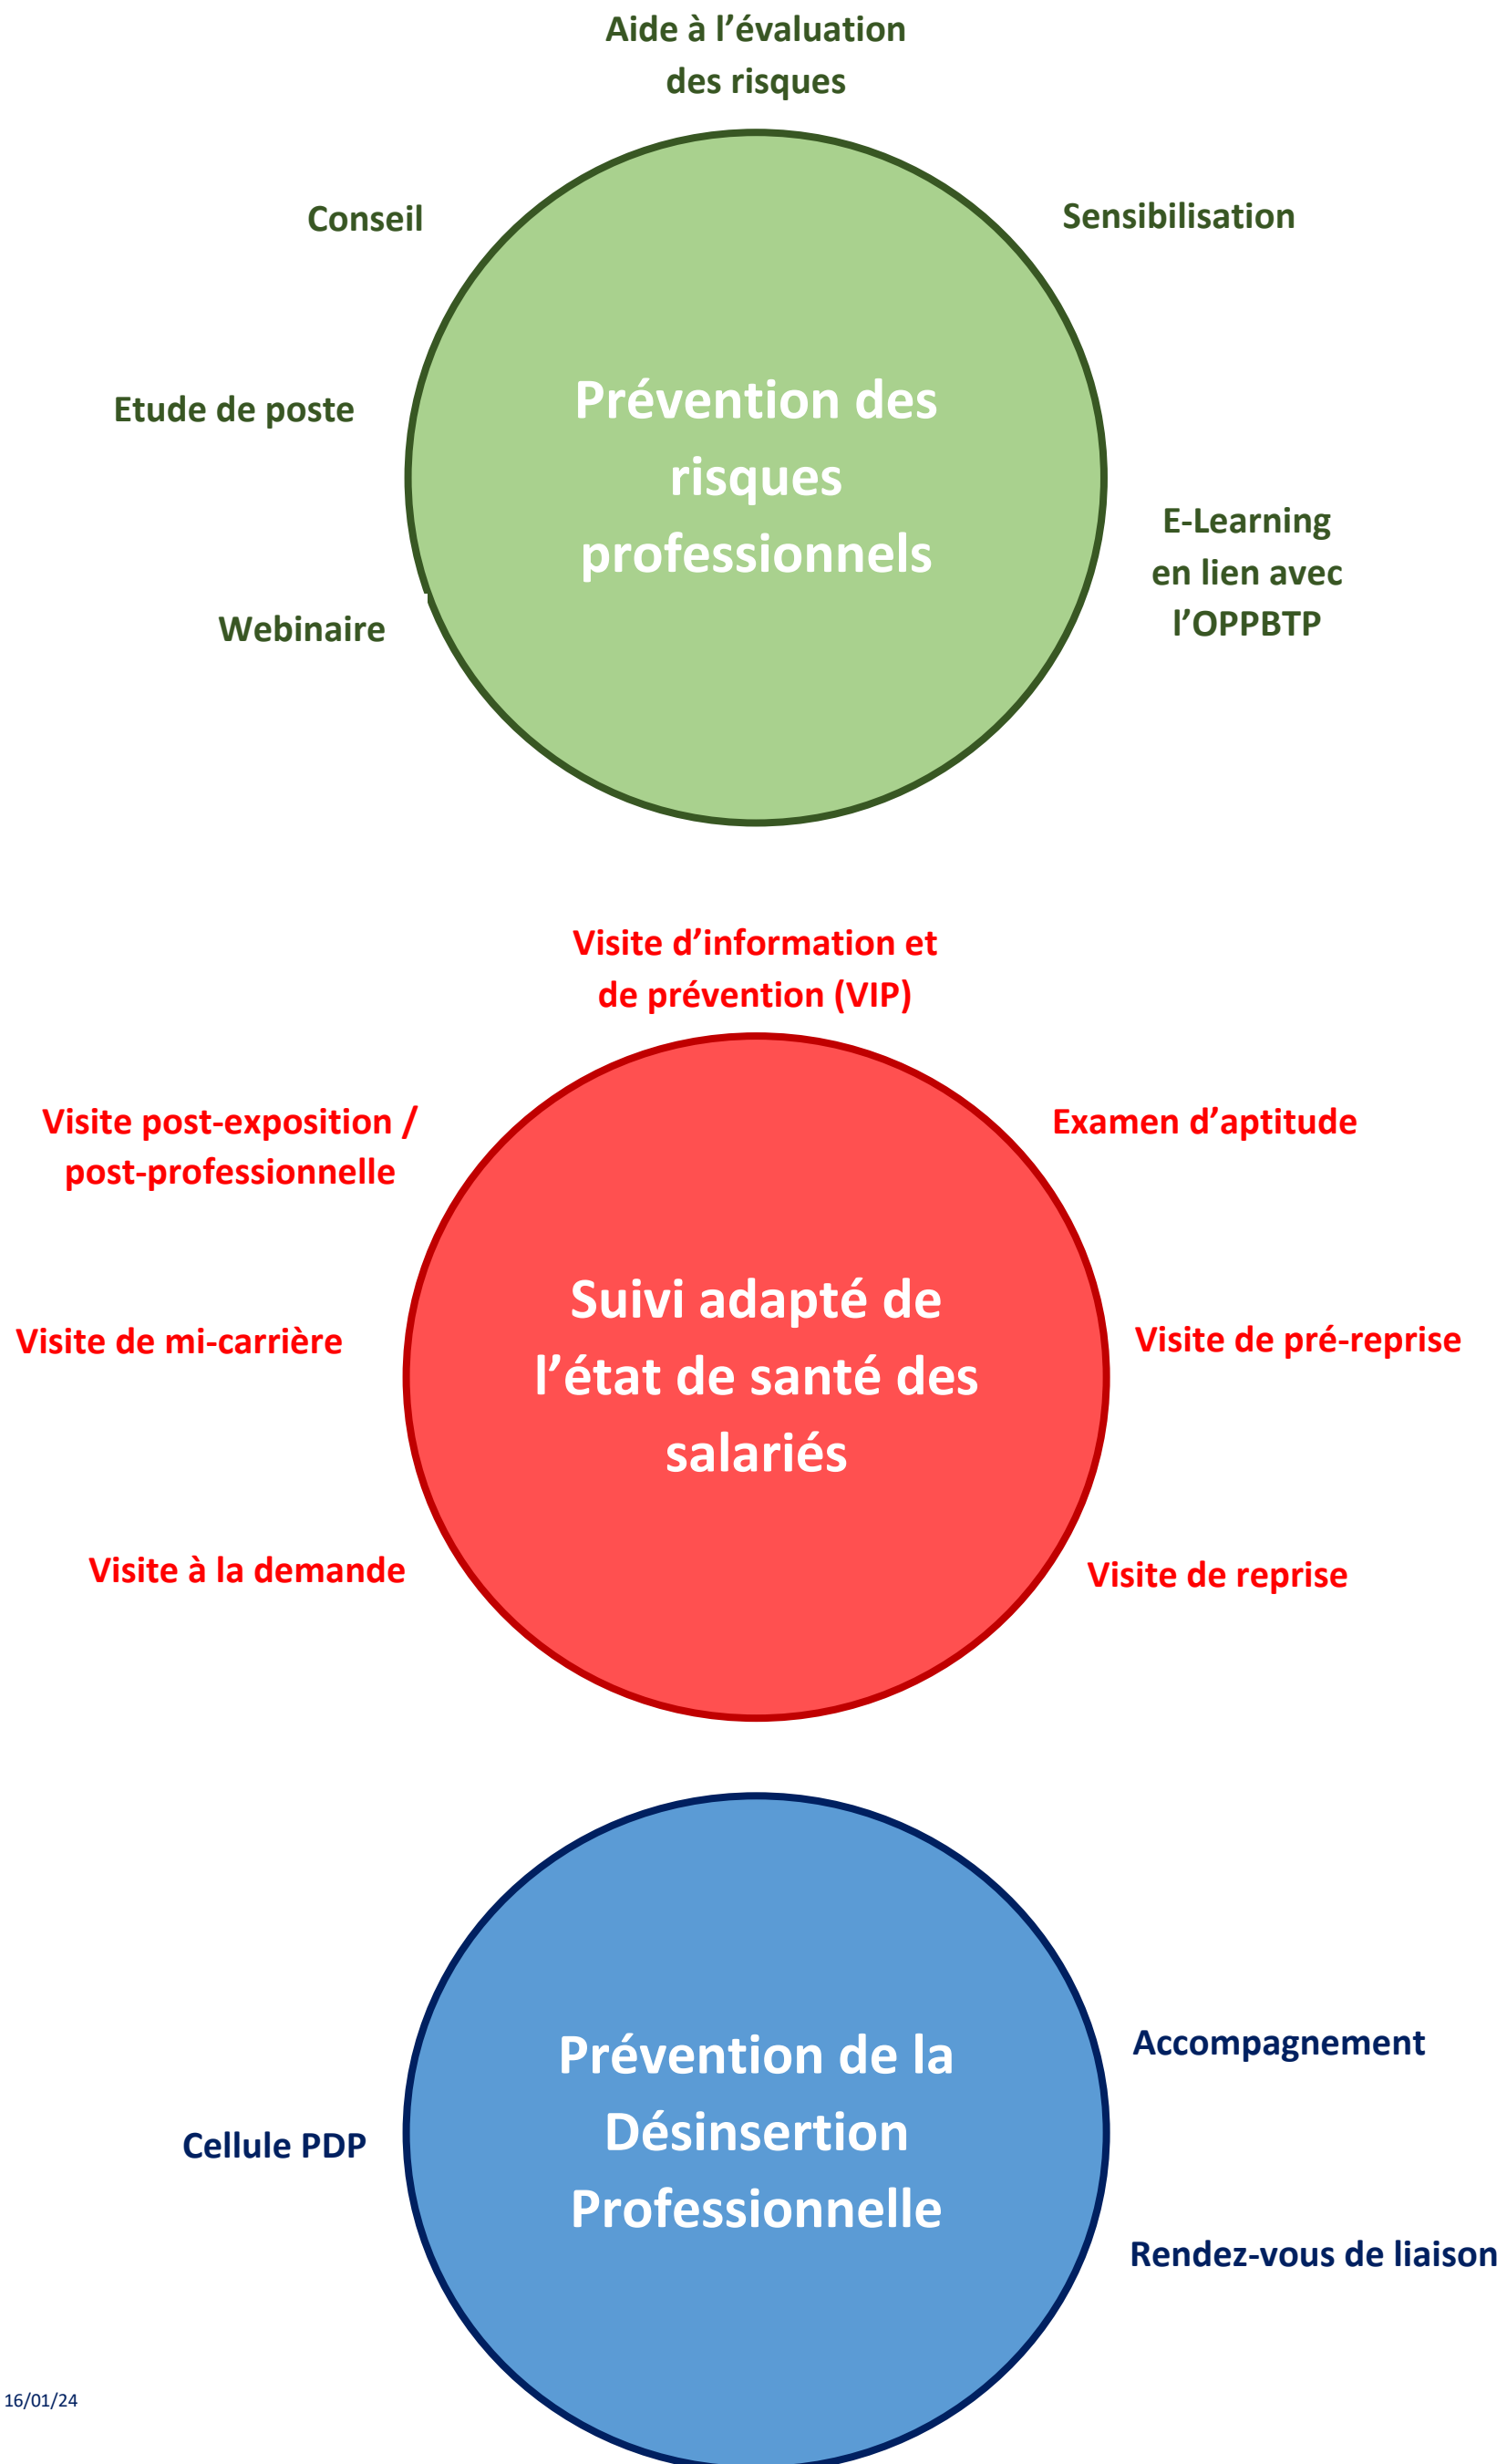 Aide à l’évaluation
des risques
Conseil
Sensibilisation
Etude de poste
Prévention des
risques
professionnels
E-Learning
en lien avec
l’OPPBTP
Webinaire
Visite d’information et
de prévention (VIP)
Visite post-exposition /
post-professionnelle
Examen d’aptitude
Suivi adapté de
l’état de santé des
salariés
Visite de mi-carrière
Visite de pré-reprise
Visite à la demande
Visite de reprise
Prévention de la
Désinsertion
Professionnelle
Accompagnement
Cellule PDP
Rendez-vous de liaison
16/01/24